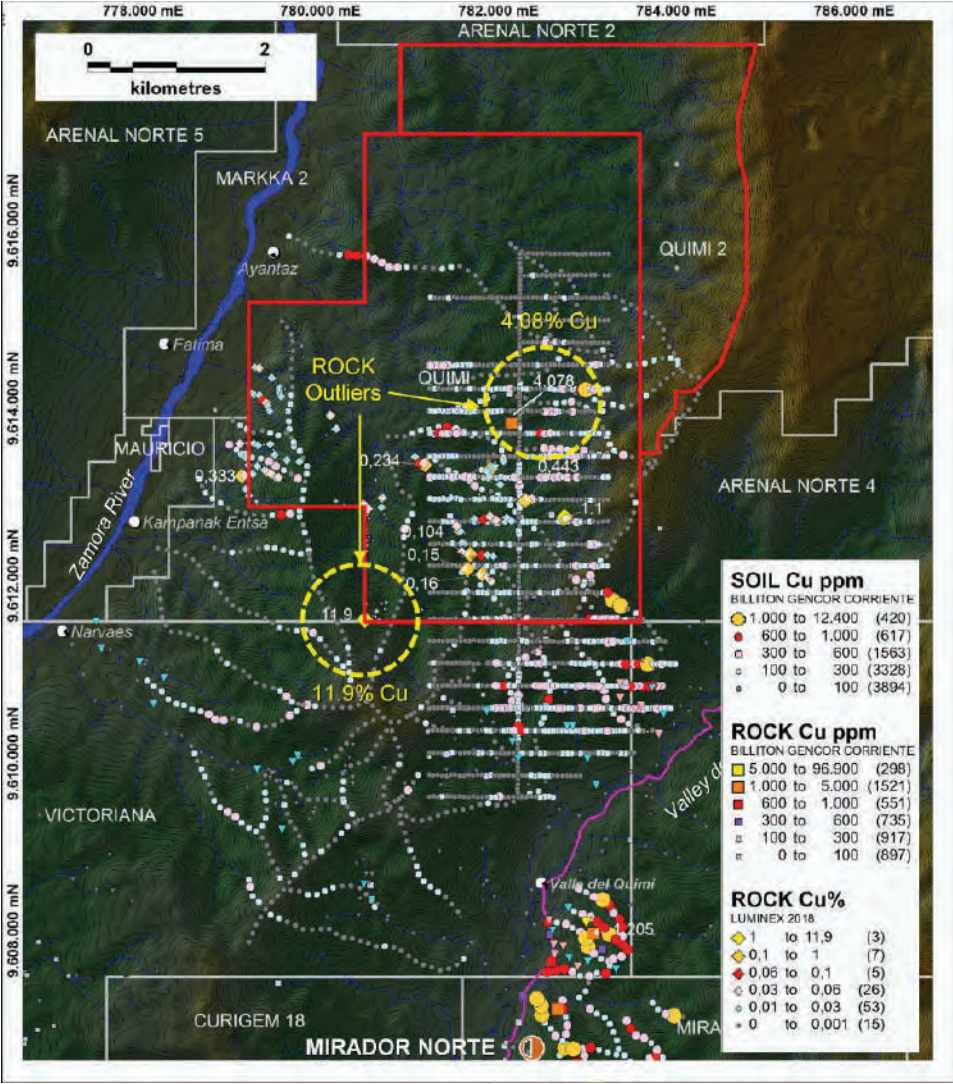 778.000 mE
780.000 mE
782.000 mE
784.000 mE
786.000 mE
ARENAL NORTE 2
0 2
kilometres
ARENAL NORTE 5
MARKKA 2
9.616.000 mN
QUIMI 2
Ayantaz
4.08% Cu
Fatima
ROCK
Outliers
QUIMI
4.078
9.614.000 mN
MAURICIO
0,234
0,443
0,333
ARENAL NORTE 4
1.1
Kampanak Entsa
0,104
0,15
0,16
Zamora River
9.612.000 mN
11,9
Narvaes
11.9% Cu
9.610.000 mN
Valley de
VICTORIANA
Valle del Quimi
9.608.000 mN
1,205
CURIGEM 18
MIRA
MIRADOR NORTE
SOIL Cu ppm
BILLITON GENCOR CORRIENTE
1.000 to 12.400 (420)
600 to 1.000 (617)
300 to 600 (1563)
100 to 300 (3328)
0 to 100 (3894)
ROCK Cu ppm
BILLITON GENCOR CORRIENTE
5.000 to 96.900 (298)
1.000 to 5.000 (1521)
600 to 1.000 (551)
300 to 600 (735)
100 to 300 (917)
0 to 100 (897)
ROCK Cu%
LUMINEX 2018
1 to 11,9 (3)
0,1 to 1 (7)
0,06 to 0,1 (5)
0,03 to 0,06 (26)
0,01 to 0,03 (53)
0 to 0,001 (15)